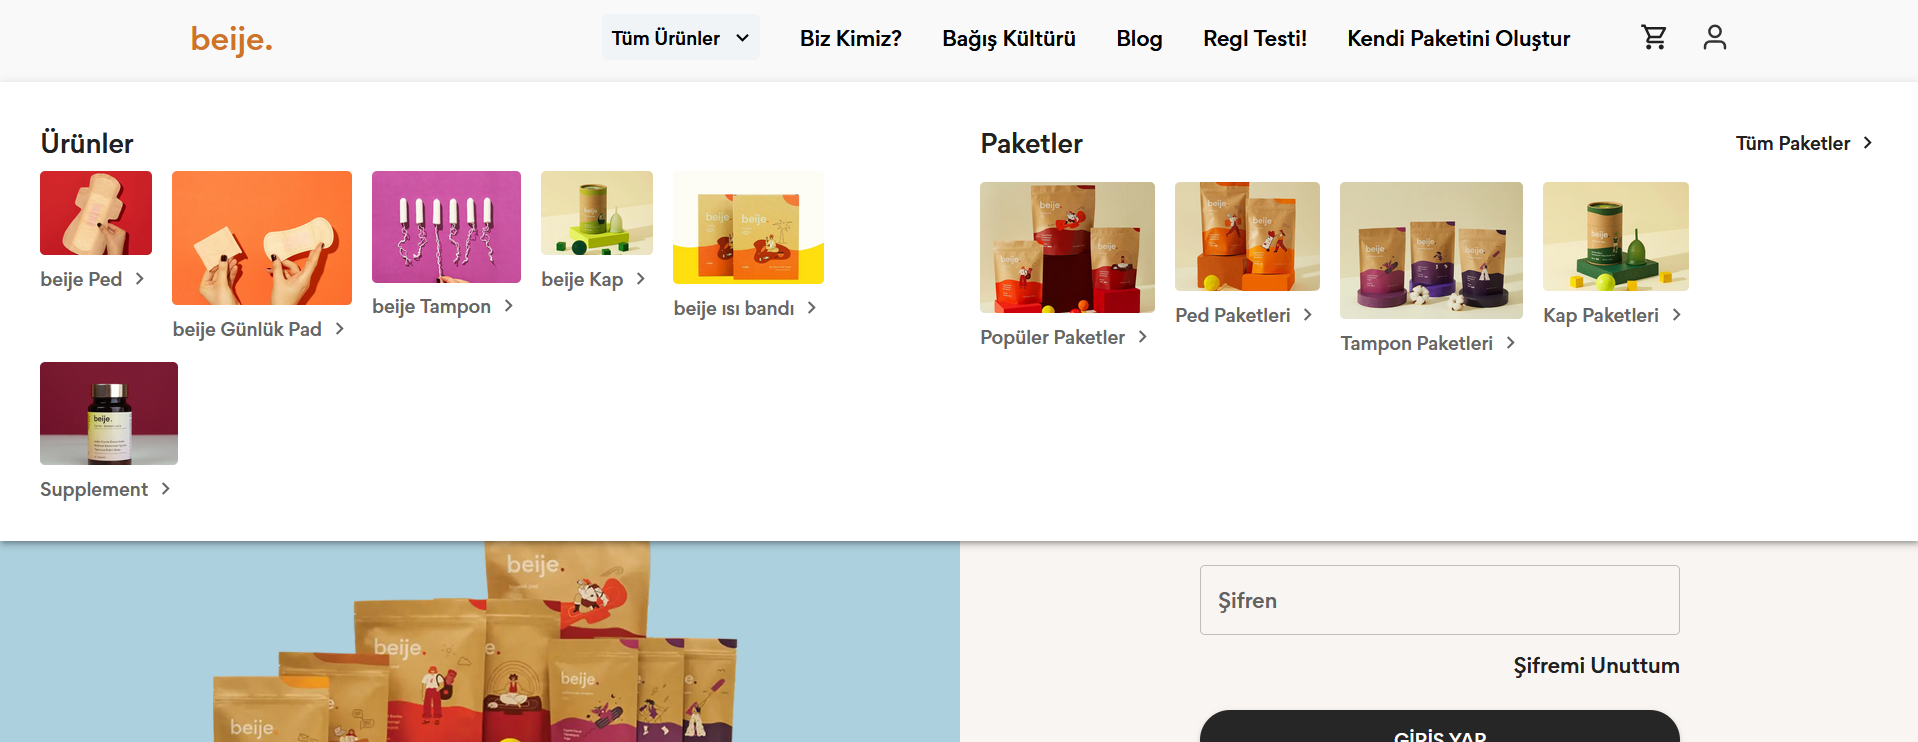 beije.
Tüm Ürünler
Biz Kimiz?
Bağış Kültürü
Blog
Regl Testi!
Kendi Paketini Oluştur
Ürünler
beije Ped
beije Günlük Pad
beije Tampon
beije Kap
beije ısı bandı
Supplement
Paketler
Tüm Paketler
Popüler Paketler
Ped Paketleri
Tampon Paketleri
Kap Paketleri
beije.
beije.
beije.
beije
Şifren
Şifremi Unuttum
GİRİŞ YAP